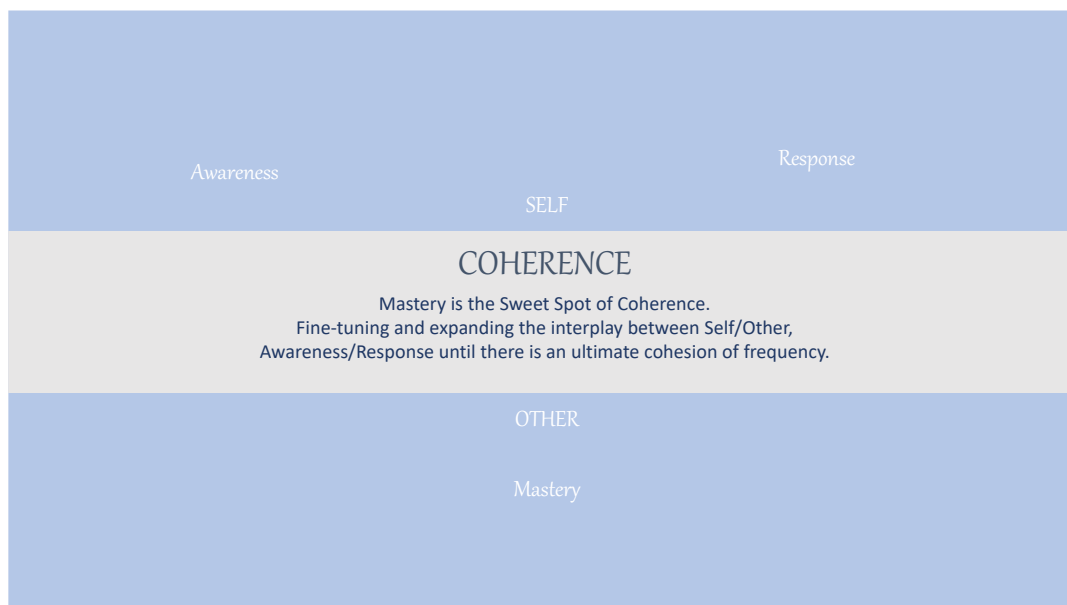 Awareness
Response
SELF
COHERENCE
Mastery is the Sweet Spot of Coherence.
Fine-tuning and expanding the interplay between Self/Other,
Awareness/Response until there is an ultimate cohesion of frequency.
OTHER
Mastery